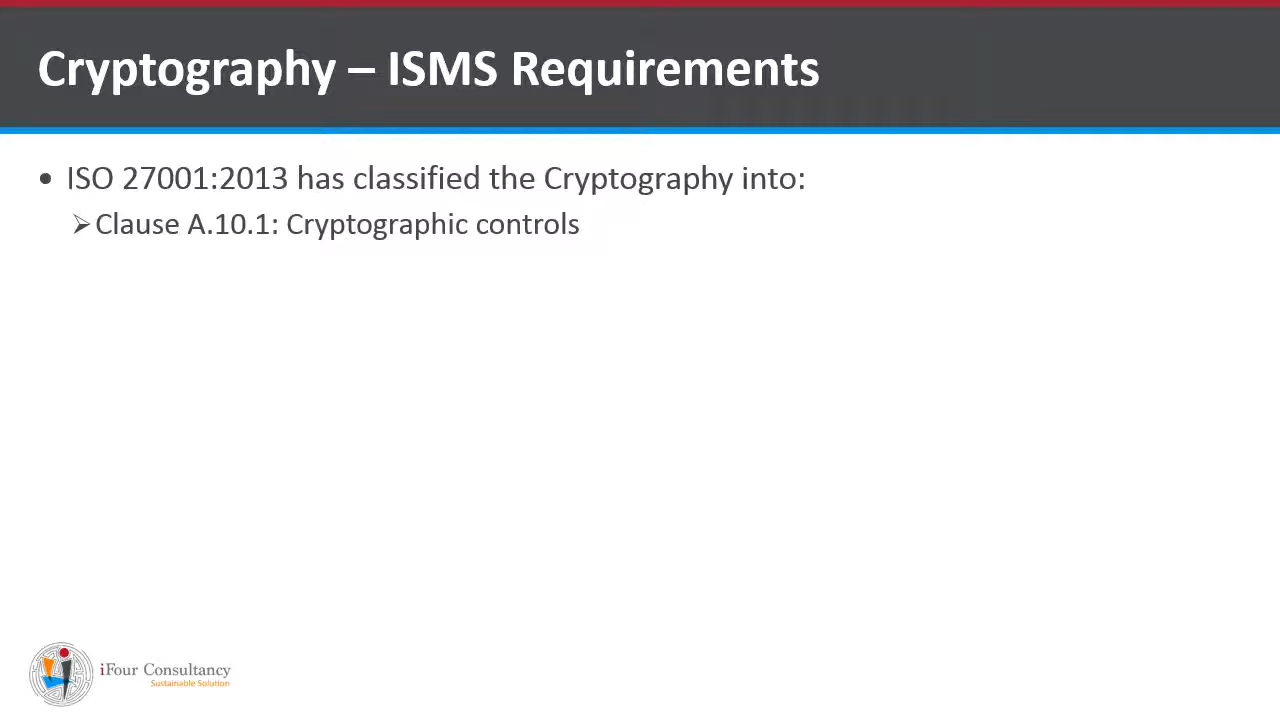 Cryptography – ISMS Requirements
• ISO 27001:2013 has classified the Cryptography into:
➢ Clause A.10.1: Cryptographic controls
iFour Consultancy
Sustainable Solution